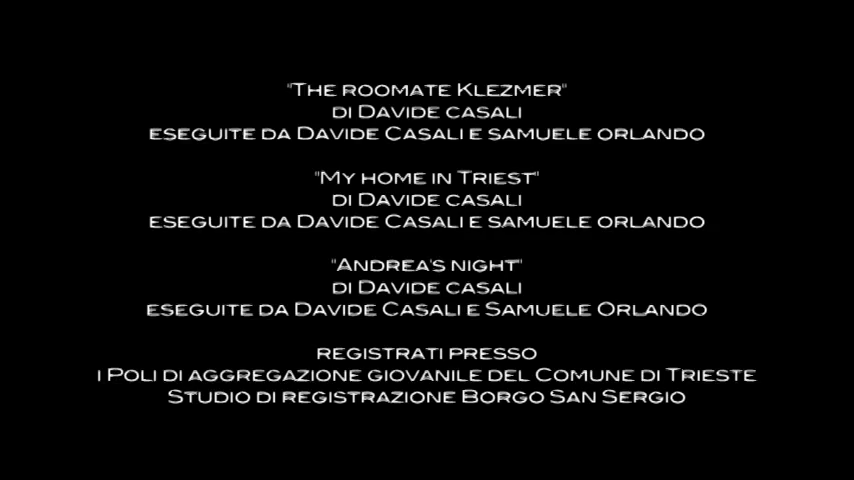 "The roomate Klezmer"
di Davide casali
eseguite da Davide Casali e samuele orlando
"My home in Triest"
di Davide casali
eseguite da Davide Casali e samuele orlando
"Andrea's night"
di Davide casali
eseguite da Davide Casali e Samuele Orlando
registrati presso
i Poli di aggregazione giovanile del Comune di Trieste
Studio di registrazione Borgo San Sergio